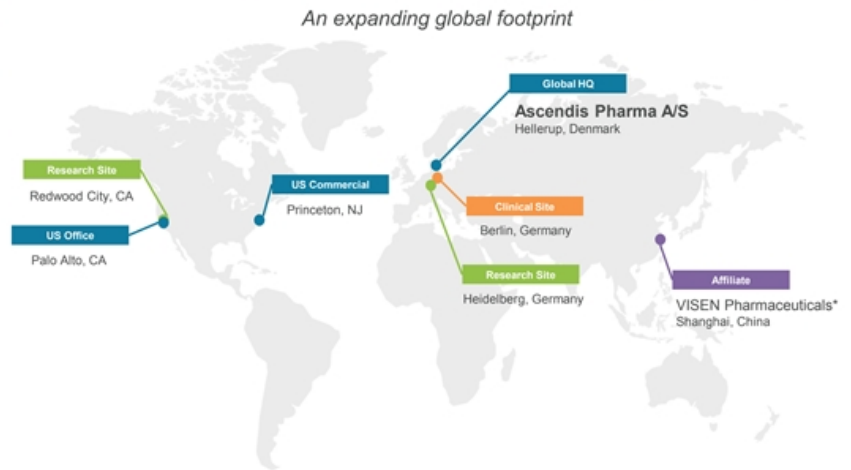 An expanding global footprint
Global HQ
Ascendis Pharma A/S
Hellerup, Denmark
Research Site
Redwood City, CA
US Commercial
Princeton, NJ
US Office
Palo Alto, CA
Clinical Site
Berlin, Germany
Research Site
Heidelberg, Germany
Affiliate
VISEN Pharmaceuticals*
Shanghai, China